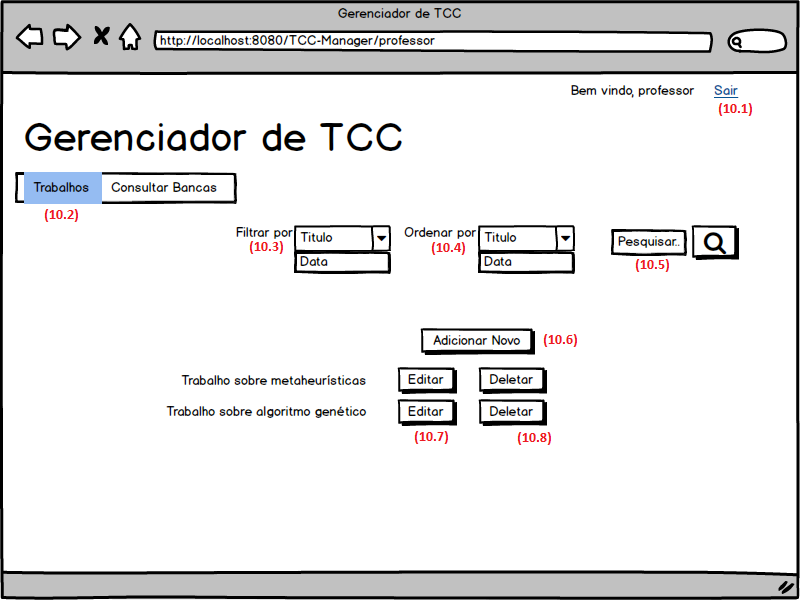 Gerenciador de TCC
http://localhost:8080/TCC-Manager/professor
Bem vindo, professor Sair
(10.1)
Gerenciador de TCC
Trabalhos Consultar Bancas
(10.2)
Filtrar por Titulo Ordenar por Titulo Pesquisar..
(10.3) (10.4) (10.5)
Data Data
Adicionar Novo (10.6)
Trabalho sobre metaheurísticas Editar Deletar
Trabalho sobre algoritmo genético Editar Deletar
(10.7) (10.8)